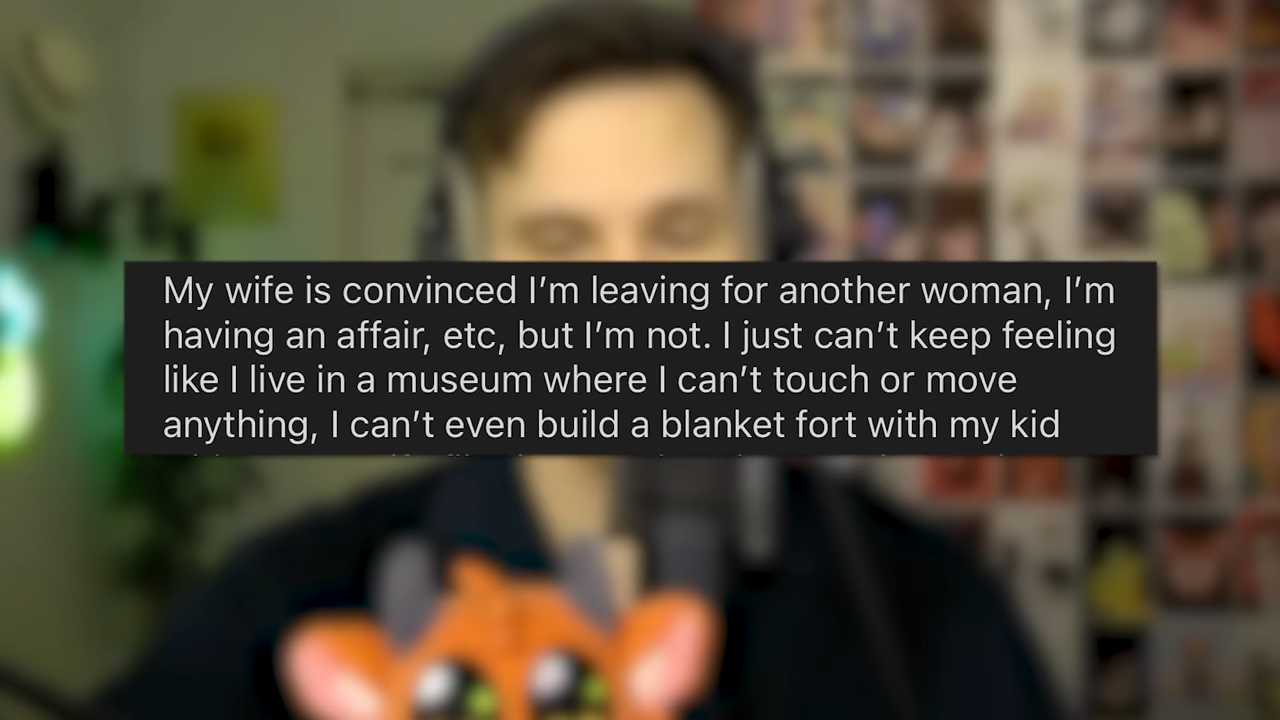 My wife is convinced I’m leaving for another woman, I’m
having an affair, etc, but I’m not. I just can’t keep feeling
like I live in a museum where I can’t touch or move
anything, I can’t even build a blanket fort with my kid